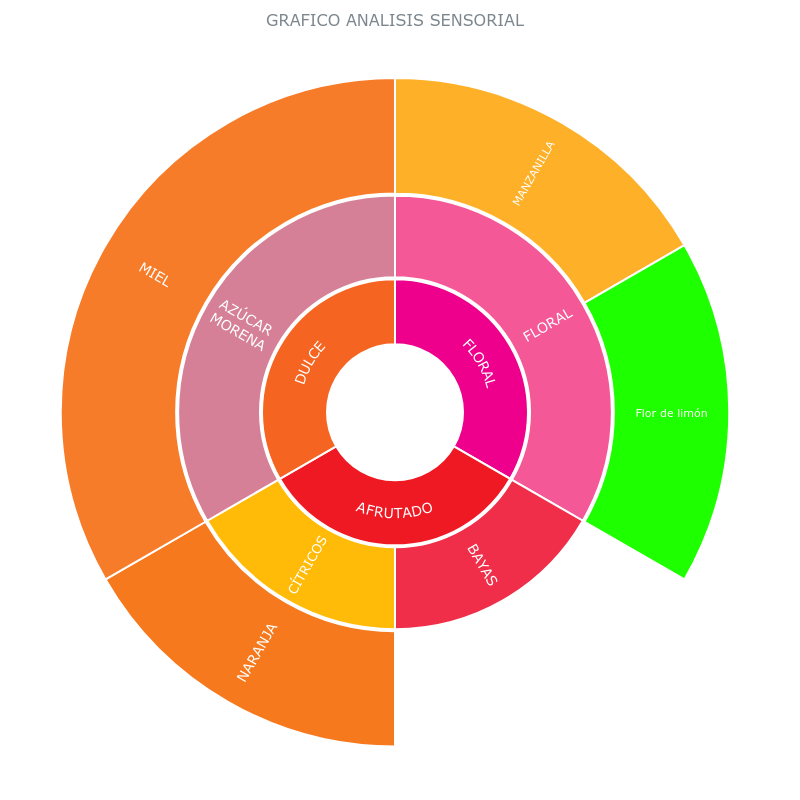 GRAFICO ANALISIS SENSORIAL
MANZANILLA
MIEL
AZÚCAR
MORENA
FLORAL
DULCE
FLORAL
Flor de limón
AFRUTADO
CÍTRICOS
BAYAS
NARANJA